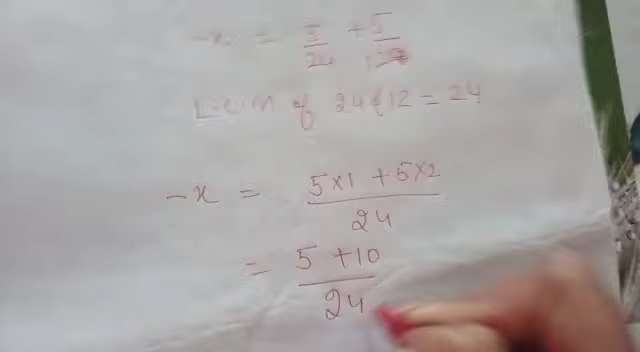 -x = 5/24 + 5/12
L.C.M of 24 & 12 = 24
-x = (5×1 + 5×2)/24
= (5 + 10)/24